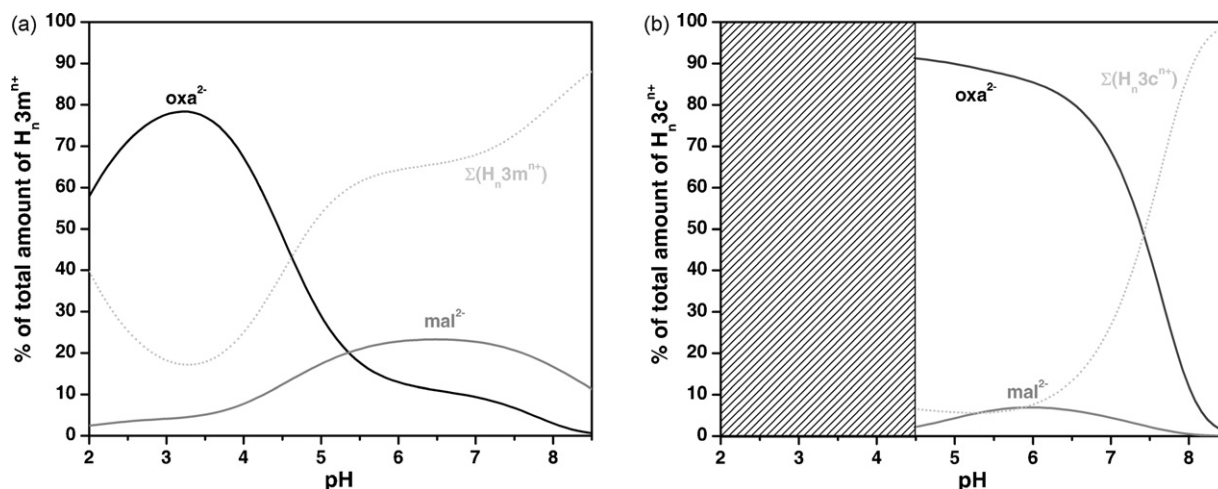 (a)
% of total amount of Hₙ3mⁿ⁺
100
90
80
70
60
50
40
30
20
10
0
oxa²⁻
Σ(Hₙ3mⁿ⁺)
mal²⁻
2 3 4 5 6 7 8
pH
(b)
% of total amount of Hₙ3cⁿ⁺
100
90
80
70
60
50
40
30
20
10
0
Σ(Hₙ3cⁿ⁺)
oxa²⁻
mal²⁻
2 3 4 5 6 7 8
pH